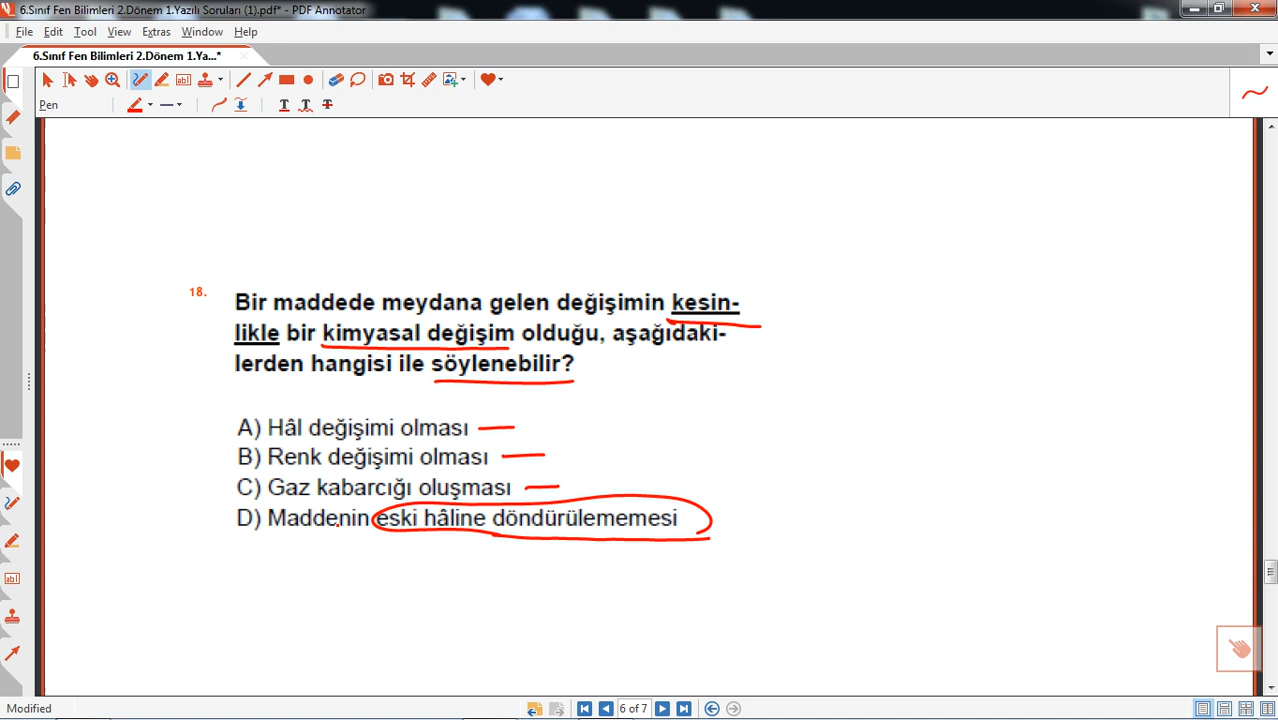 6.Sınıf Fen Bilimleri 2.Dönem 1.Yazılı Soruları (1).pdf* - PDF Annotator
File Edit Tool View Extras Window Help
6.Sınıf Fen Bilimleri 2.Dönem 1.Ya...*
Pen
18.
Bir maddede meydana gelen değişimin kesin-
likle bir kimyasal değişim olduğu, aşağıdaki-
lerden hangisi ile söylenebilir?
A) Hâl değişimi olması
B) Renk değişimi olması
C) Gaz kabarcığı oluşması
D) Maddenin eski hâline döndürülememesi
Modified
6 of 7